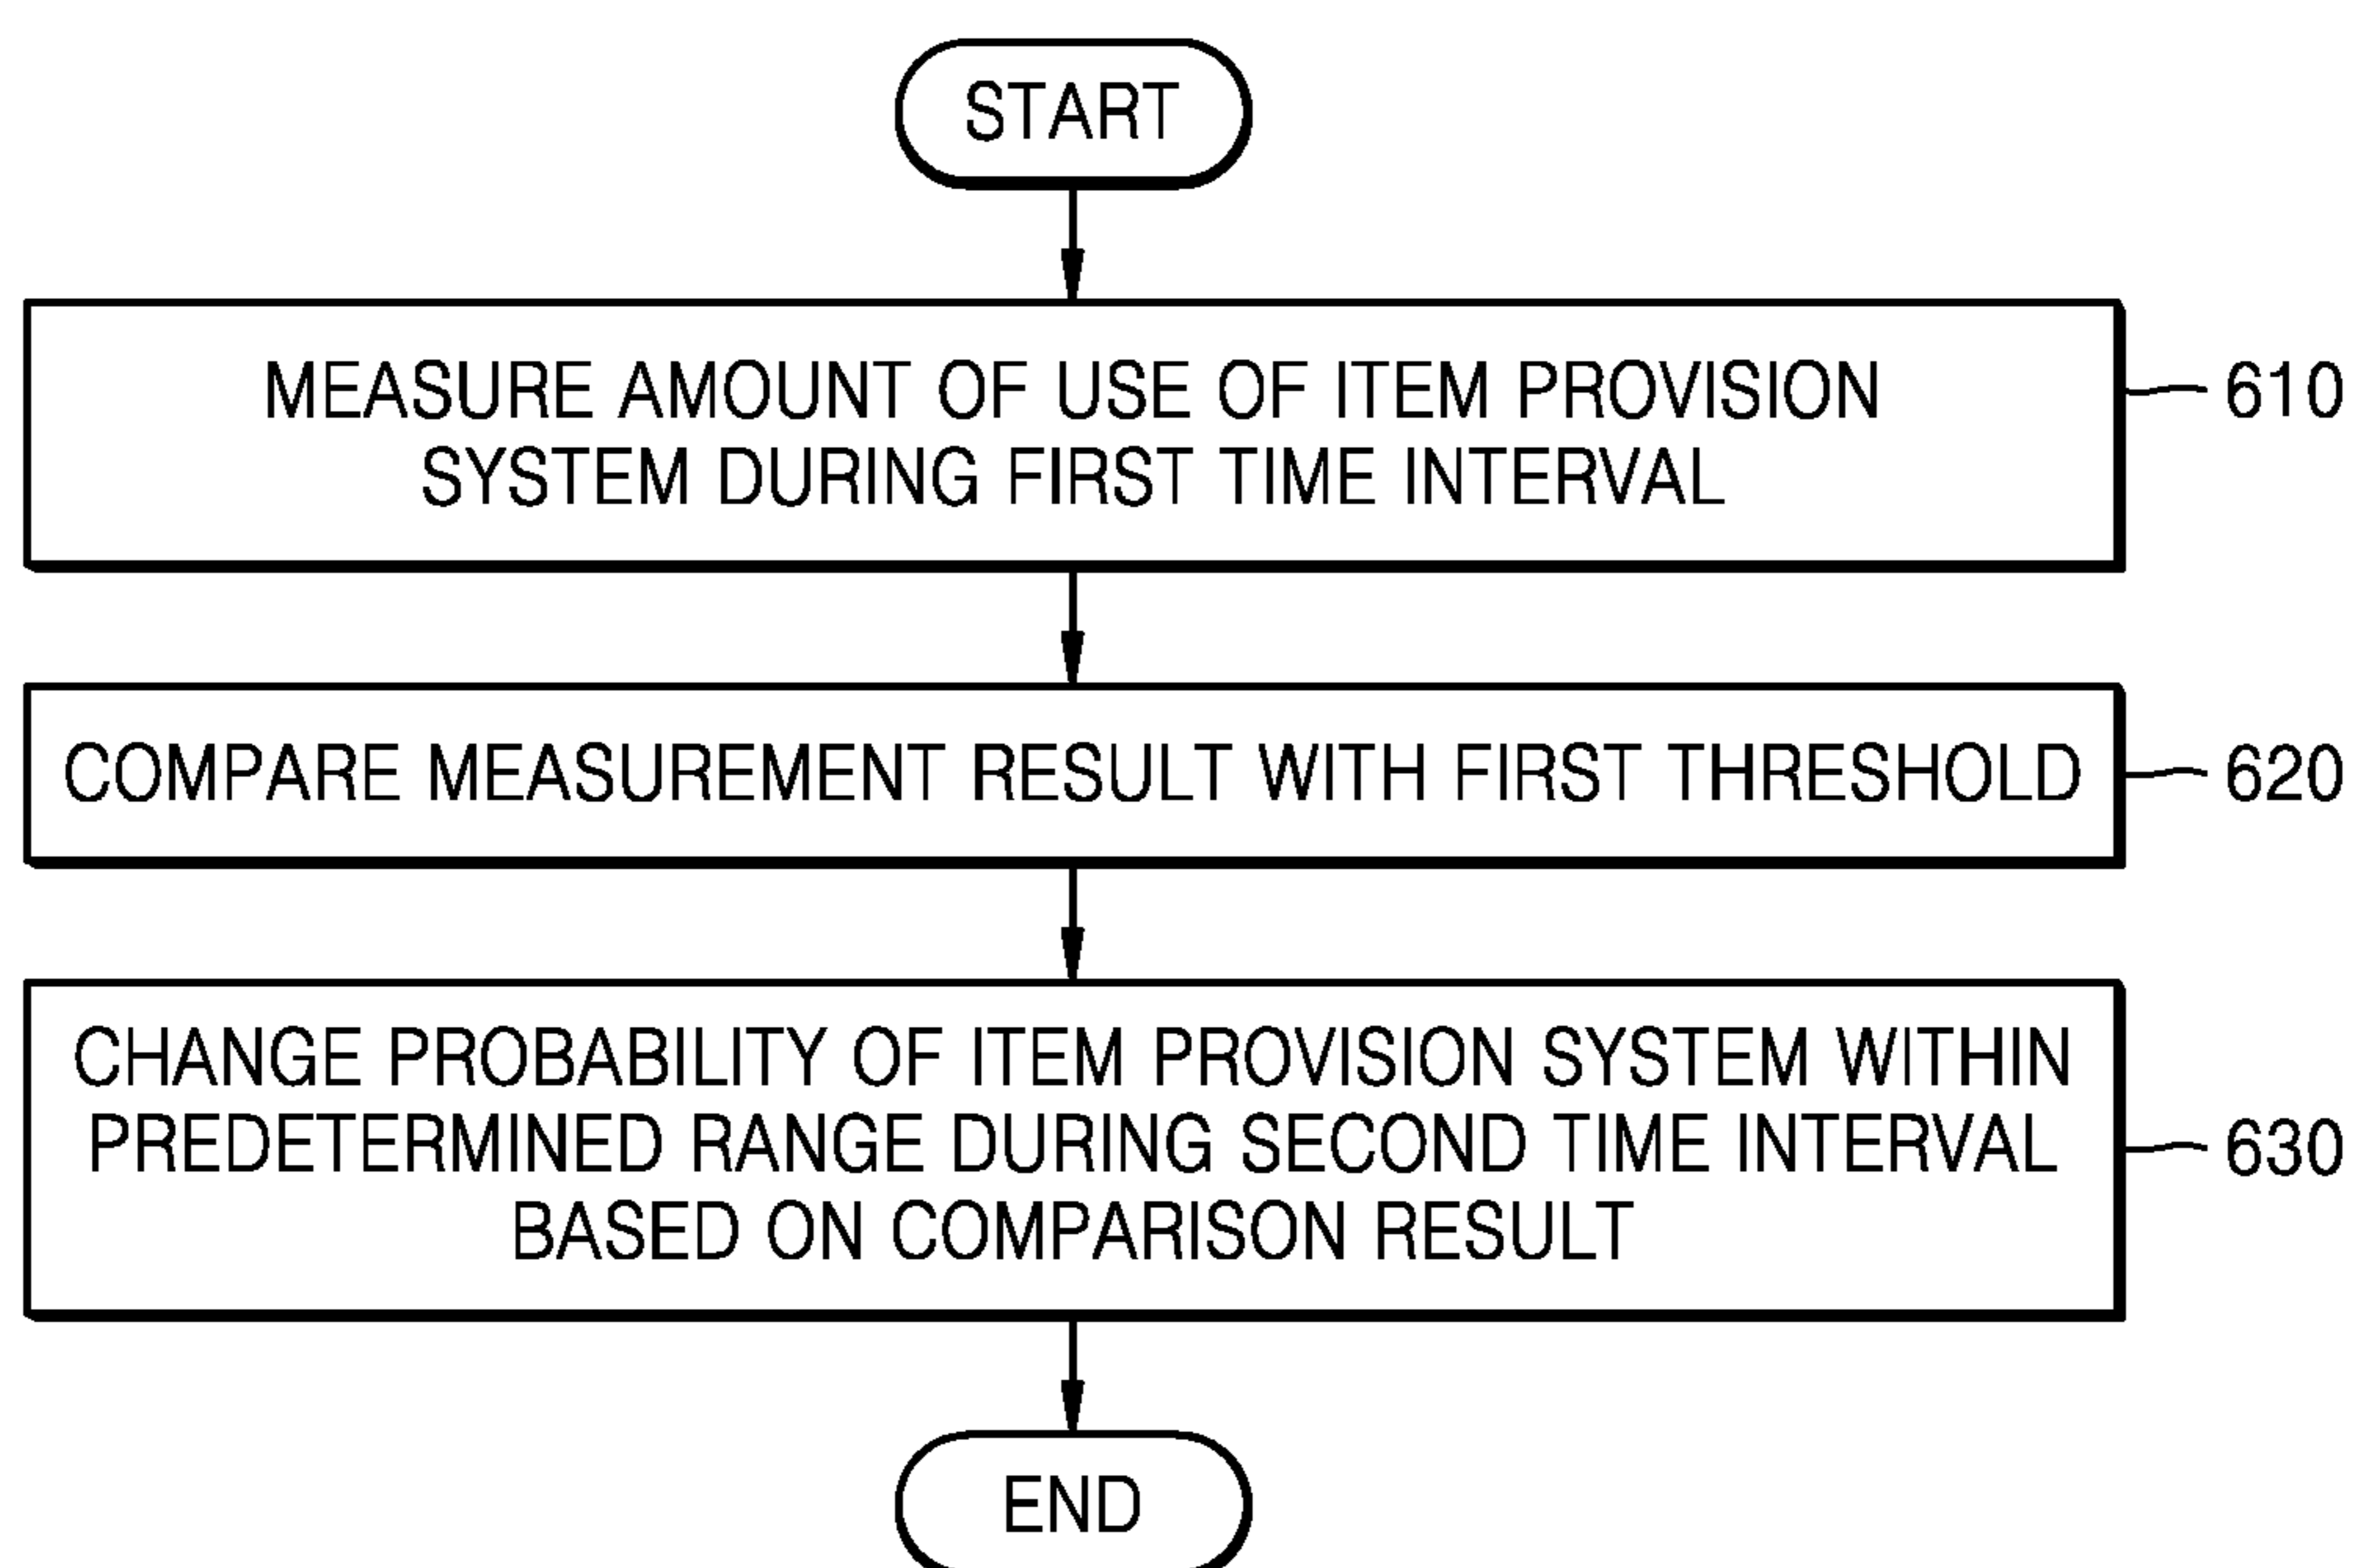 START
MEASURE AMOUNT OF USE OF ITEM PROVISION
SYSTEM DURING FIRST TIME INTERVAL
610
COMPARE MEASUREMENT RESULT WITH FIRST THRESHOLD
620
CHANGE PROBABILITY OF ITEM PROVISION SYSTEM WITHIN
PREDETERMINED RANGE DURING SECOND TIME INTERVAL
BASED ON COMPARISON RESULT
630
END